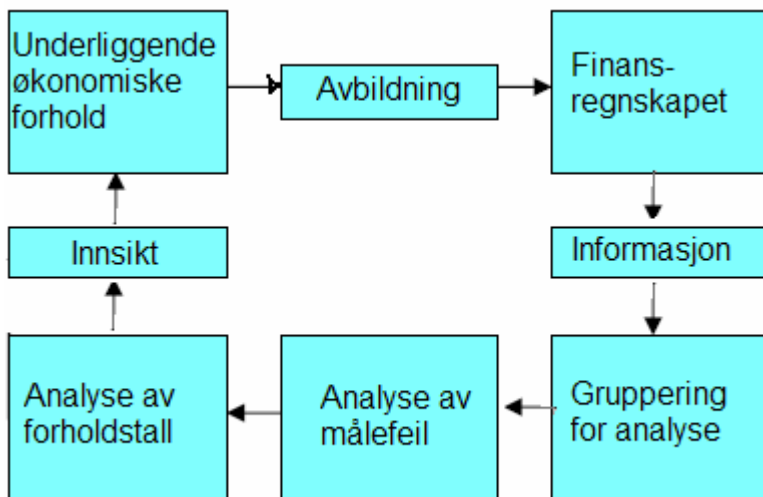 Underliggende
økonomiske
forhold
Avbildning
Finans-
regnskapet
Innsikt
Informasjon
Analyse av
forholdstall
Analyse av
målefeil
Gruppering
for analyse